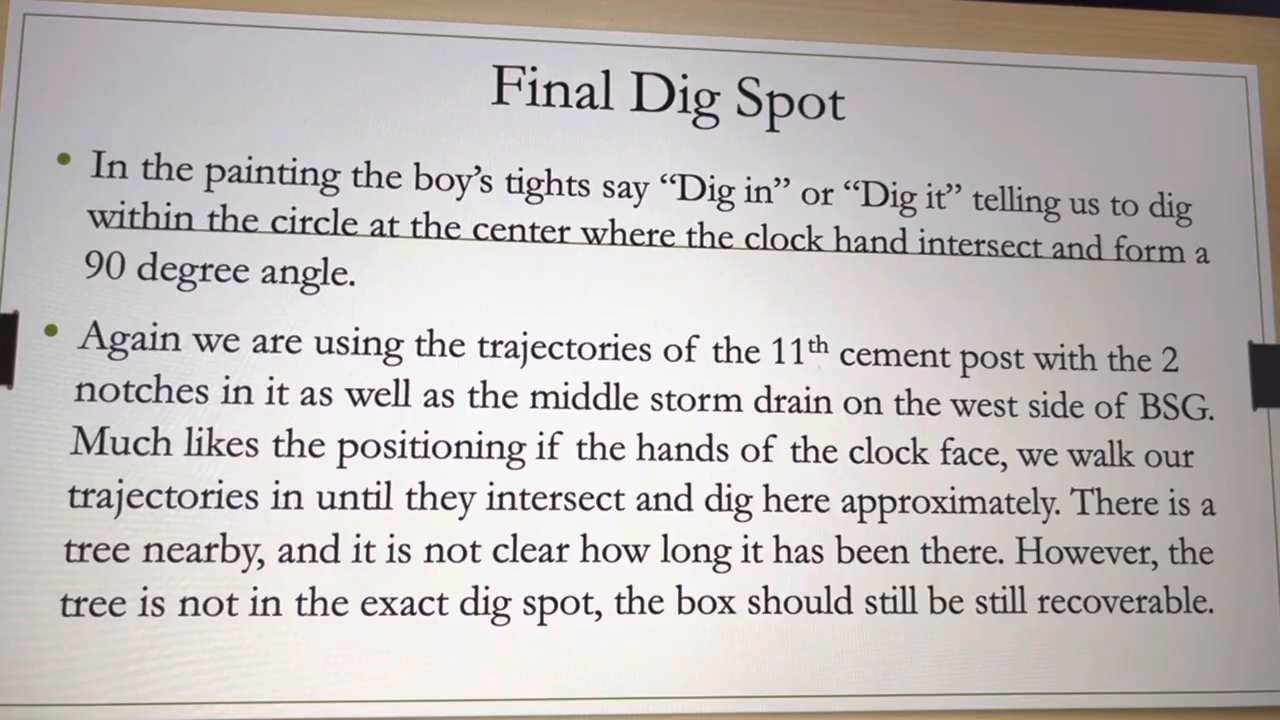 Final Dig Spot
• In the painting the boy's tights say “Dig in” or “Dig it” telling us to dig
within the circle at the center where the clock hand intersect and form a
90 degree angle.
• Again we are using the trajectories of the 11th cement post with the 2
notches in it as well as the middle storm drain on the west side of BSG.
Much likes the positioning if the hands of the clock face, we walk our
trajectories in until they intersect and dig here approximately. There is a
tree nearby, and it is not clear how long it has been there. However, the
tree is not in the exact dig spot, the box should still be still recoverable.